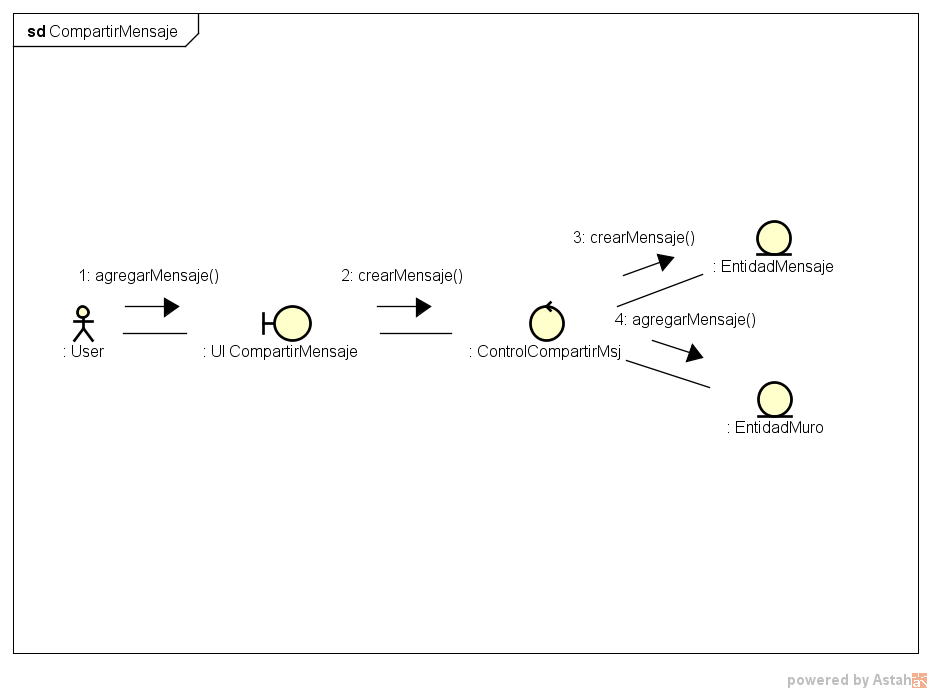 sd CompartirMensaje
3: crearMensaje()
: EntidadMensaje
1: agregarMensaje()
2: crearMensaje()
4: agregarMensaje()
: User
: UI CompartirMensaje
: ControlCompartirMsj
: EntidadMuro
powered by Astah